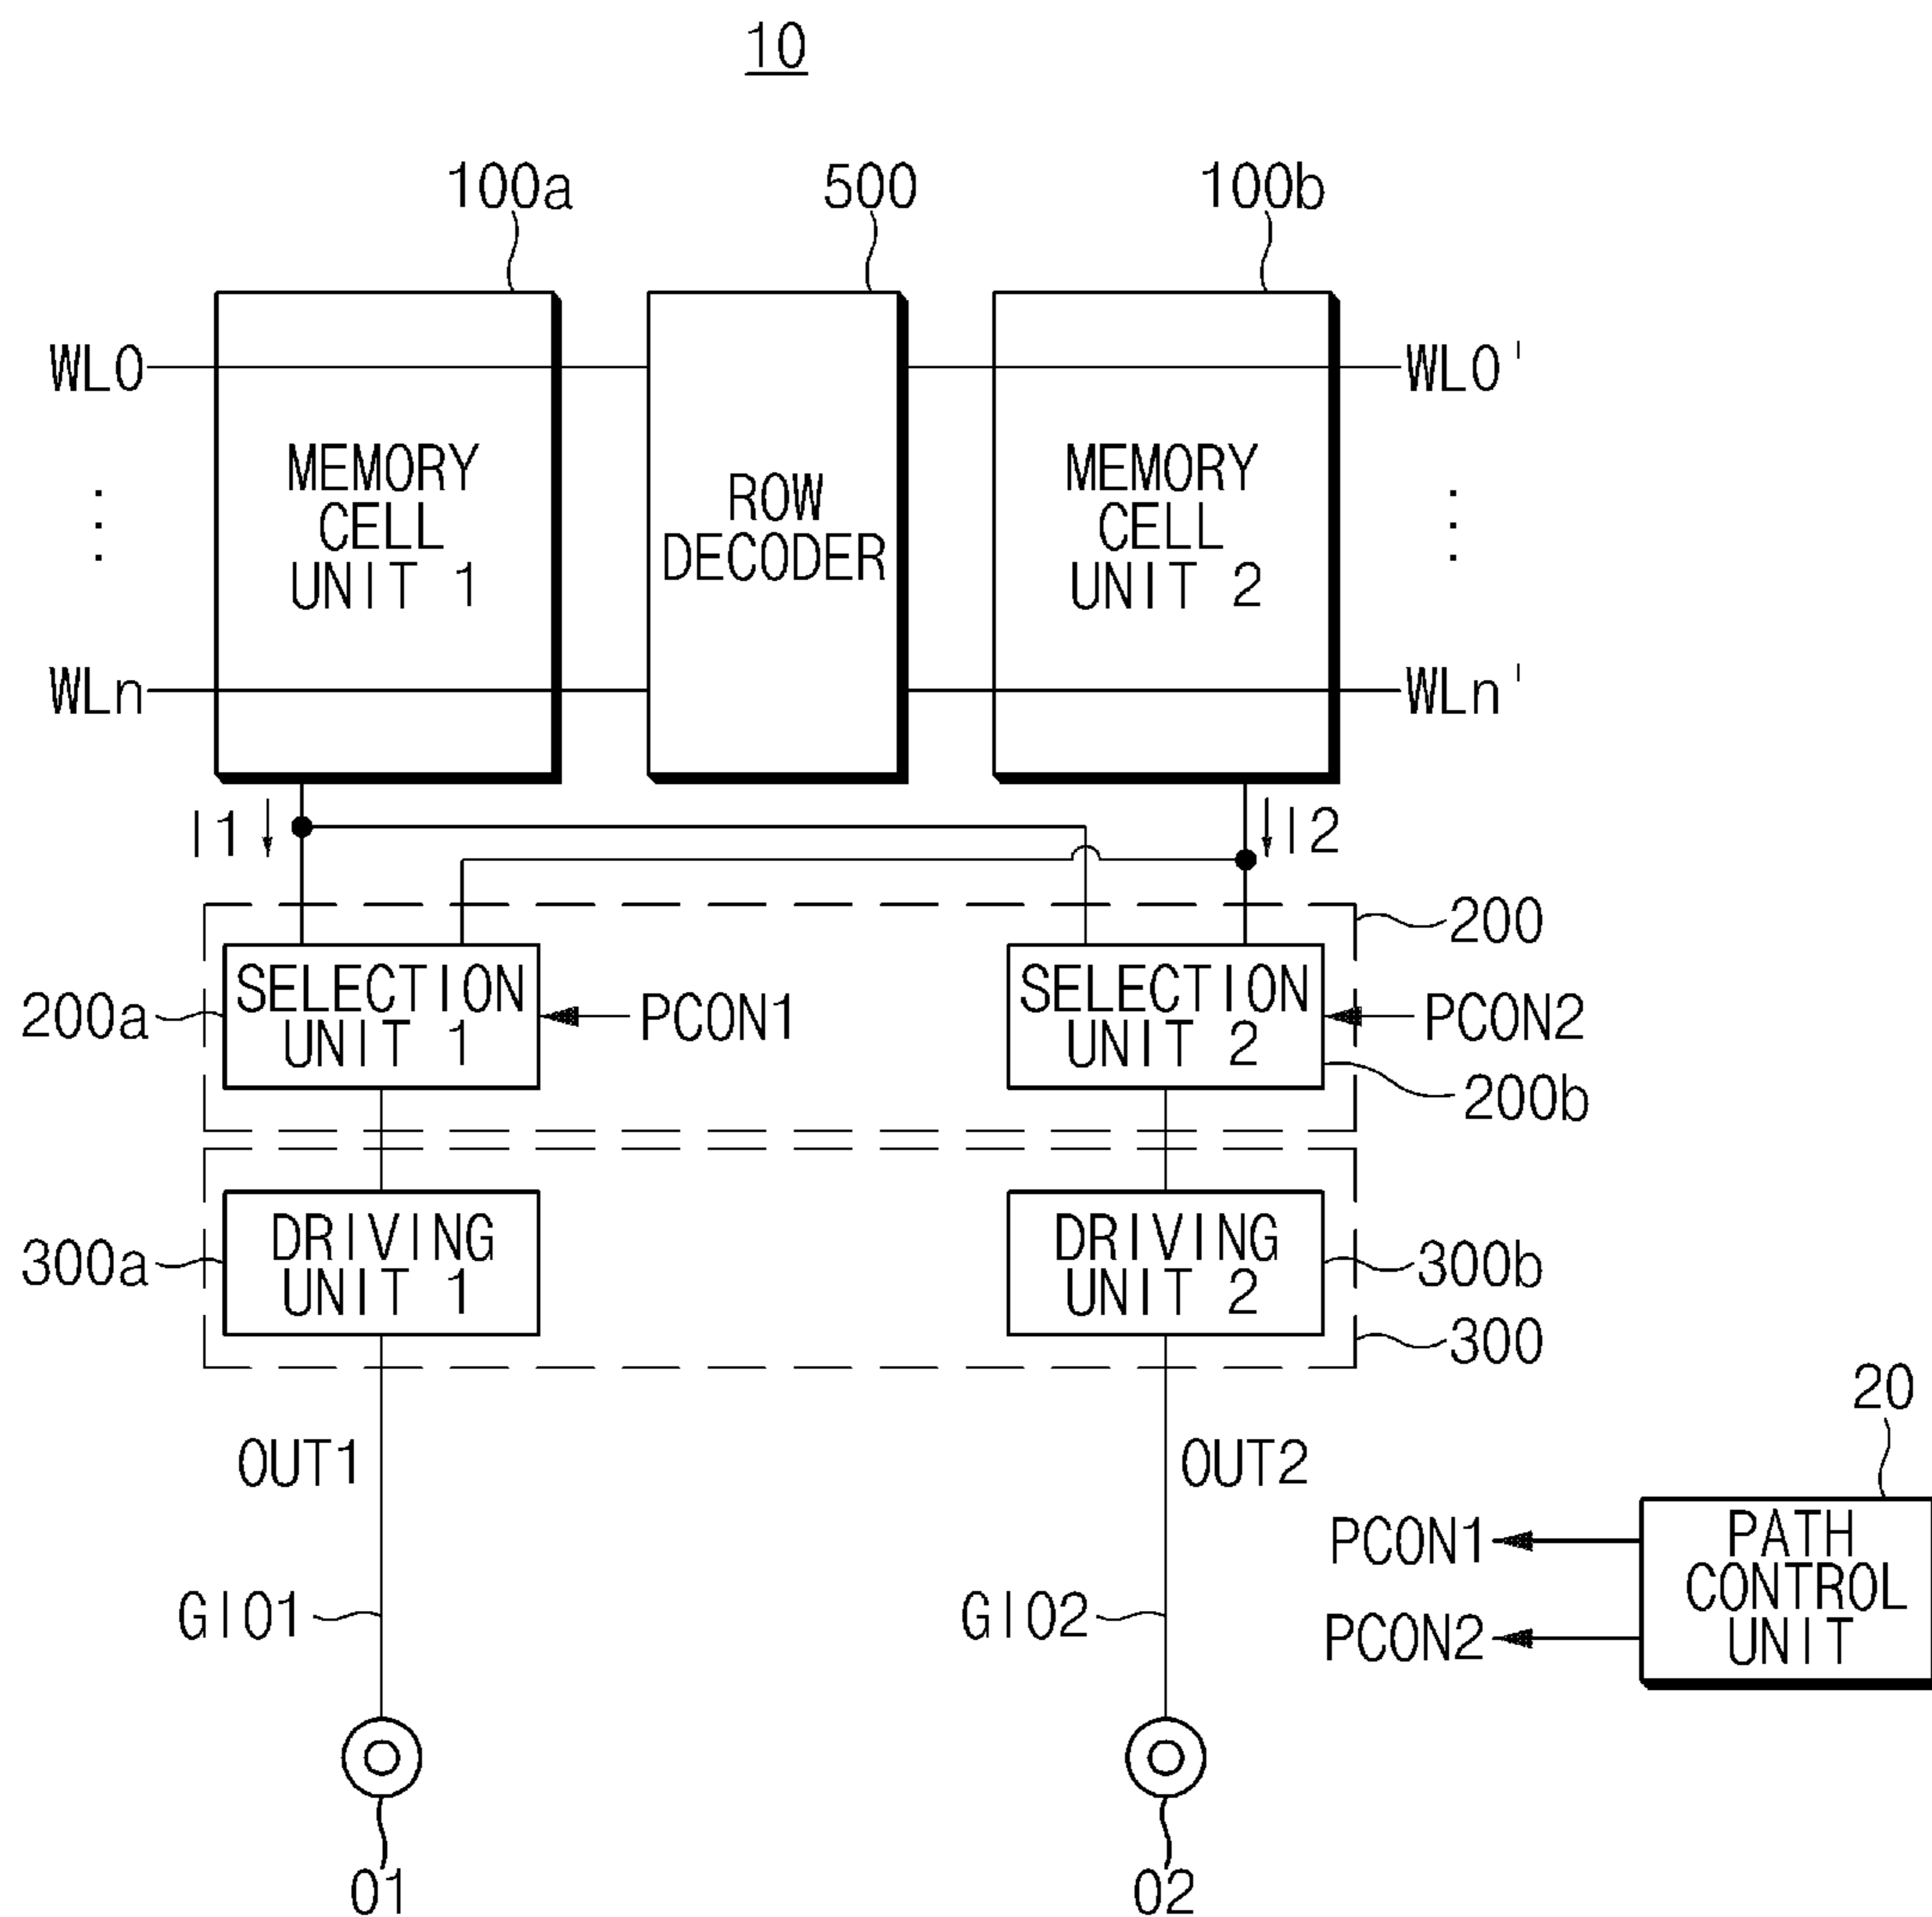 10
100a
500
100b
WL0
WL0'
MEMORY
CELL
UNIT 1
ROW
DECODER
MEMORY
CELL
UNIT 2
WLn
WLn'
I1
I2
200
SELECTION
UNIT 1
200a
PCON1
SELECTION
UNIT 2
PCON2
200b
DRIVING
UNIT 1
300a
DRIVING
UNIT 2
300b
300
20
OUT1
OUT2
PCON1
PCON2
PATH
CONTROL
UNIT
GIO1
GIO2
O1
O2